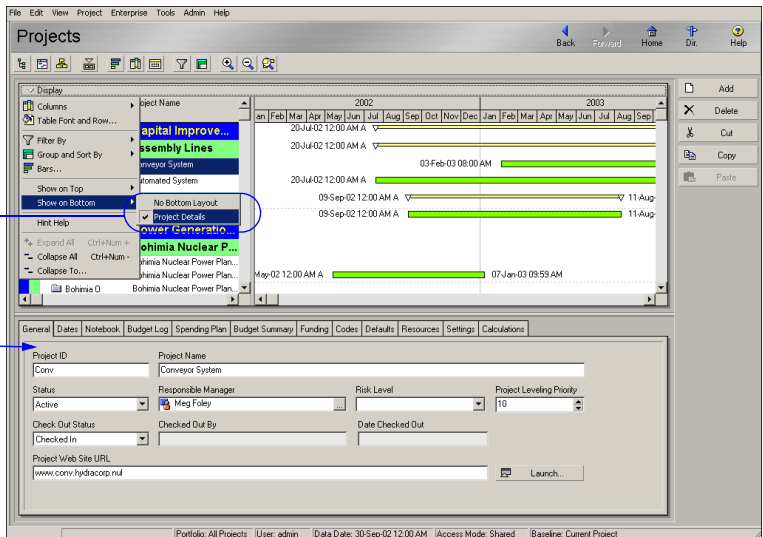 File Edit View Project Enterprise Tools Admin Help
Projects
Back Forward Home Dir. Help
Display
Columns
Table Font and Row...
Filter By
Group and Sort By
Bars...
Show on Top
Show on Bottom
Hint Help
Expand All Ctrl+Num +
Collapse All Ctrl+Num -
Collapse To...
No Bottom Layout
Project Details
oject Name
apital Improve...
ssembly Lines
onveyor System
utomated System
ower Generatio...
ohimia Nuclear P...
ohimia Nuclear Power Plan...
ohimia Nuclear Power Plan...
Bohimia O Bohimia Nuclear Power Plan...
2002 2003
an Feb Mar Apr May Jun Jul Aug Sep Oct Nov Dec Jan Feb Mar Apr May Jun Jul Aug Sep
20-Jul-02 12:00 AM A
20-Jul-02 12:00 AM A
03-Feb-03 08:00 AM
20-Jul-02 12:00 AM A
09-Sep-02 12:00 AM A 11-Aug-
09-Sep-02 12:00 AM A 11-Aug-
May-02 12:00 AM A 07-Jan-03 09:59 AM
Add
Delete
Cut
Copy
Paste
General Dates Notebook Budget Log Spending Plan Budget Summary Funding Codes Defaults Resources Settings Calculations
Project ID Project Name
Conv Conveyor System
Status Responsible Manager Risk Level Project Leveling Priority
Active Meg Foley ... 10
Check Out Status Checked Out By Date Checked Out
Checked In
Project Web Site URL
www.conv.hydracorp.nul Launch...
Portfolio: All Projects User: admin Data Date: 30-Sep-02 12:00 AM Access Mode: Shared Baseline: Current Project